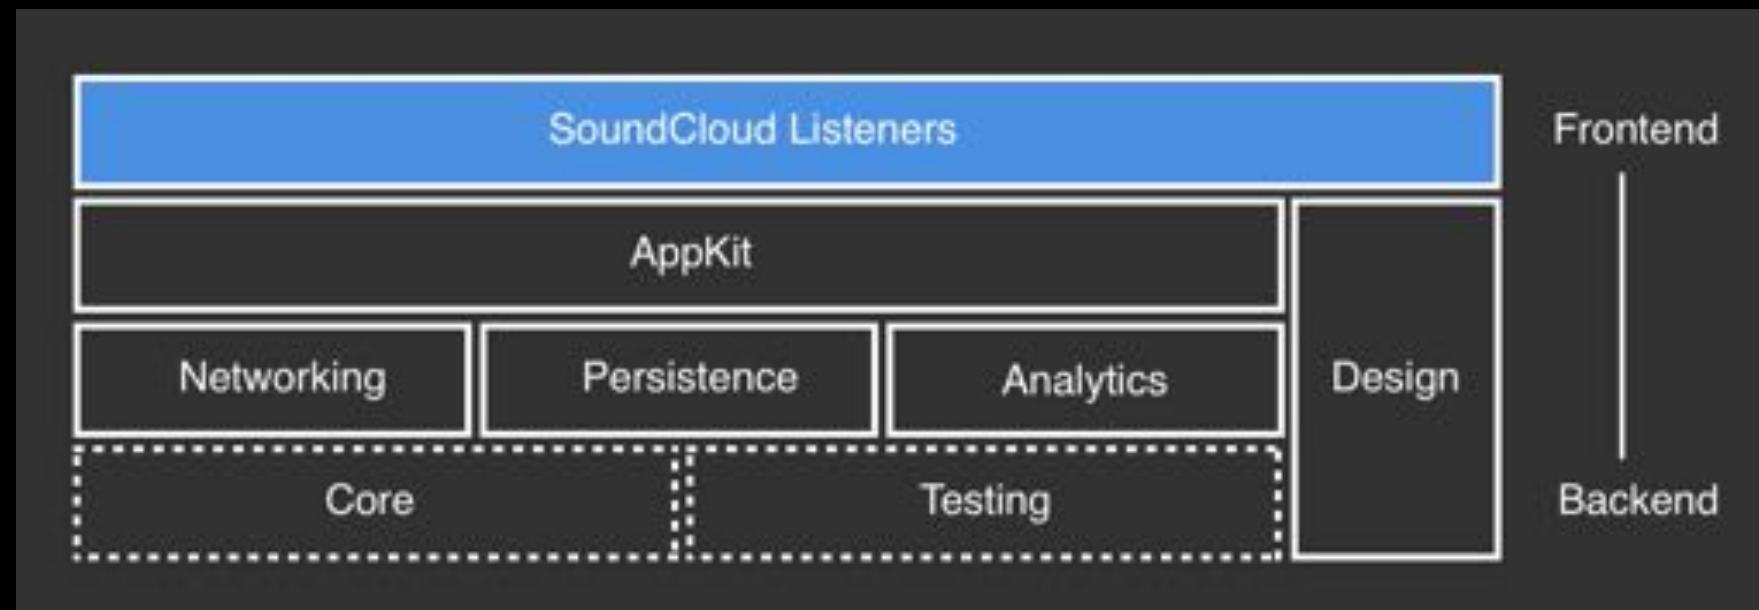 SoundCloud Listeners
Frontend
AppKit
Networking
Persistence
Analytics
Design
Core
Testing
Backend